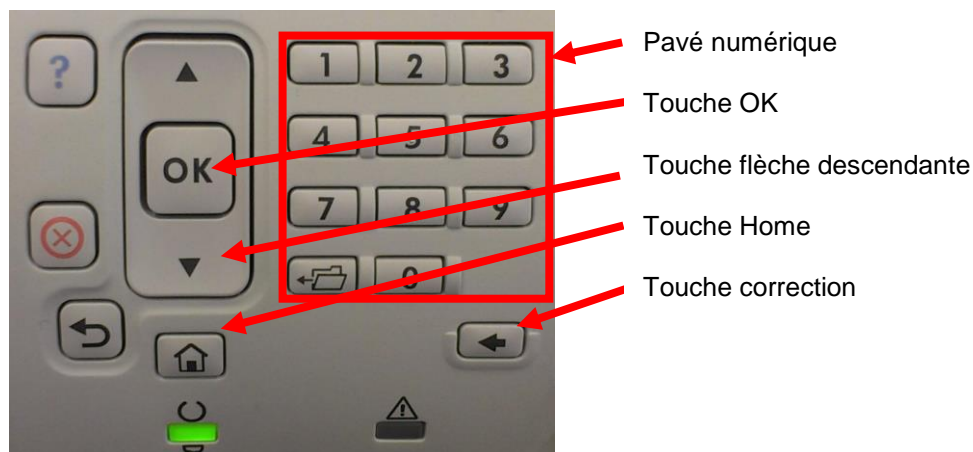 ?
1 2 3
Pavé numérique
Touche OK
4 5 6
OK
Touche flèche descendante
7 8 9
Touche Home
0
Touche correction